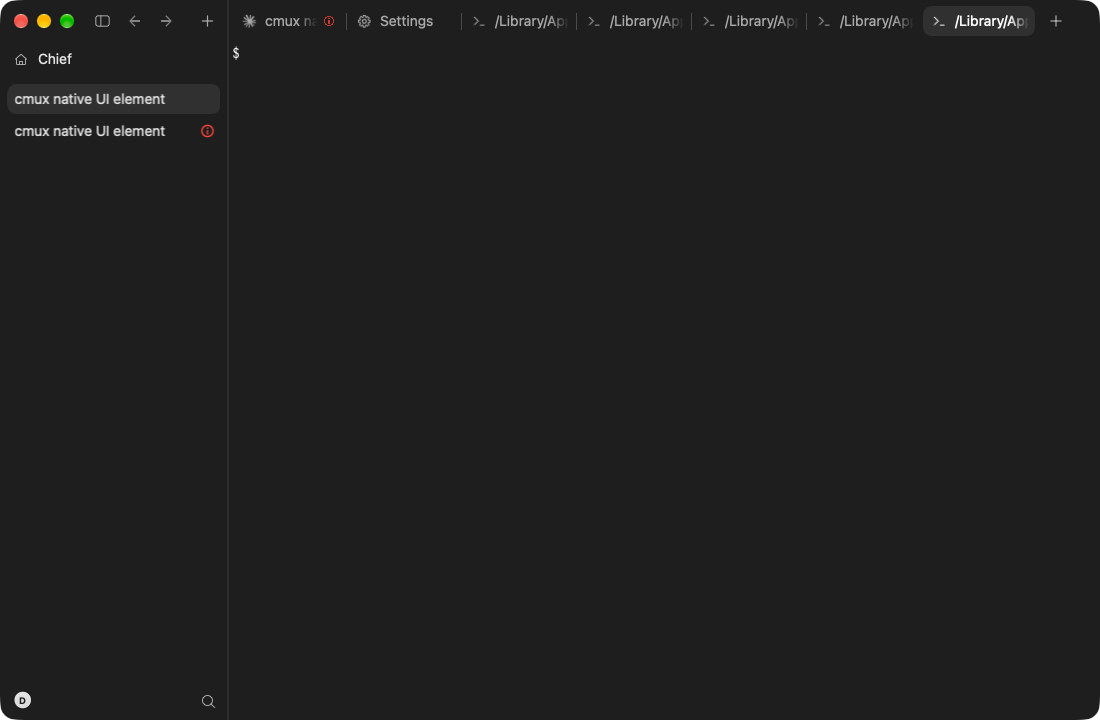 cmux na
Settings
/Library/App
/Library/App
/Library/App
/Library/App
/Library/App
Chief
$
cmux native UI element
cmux native UI element
D